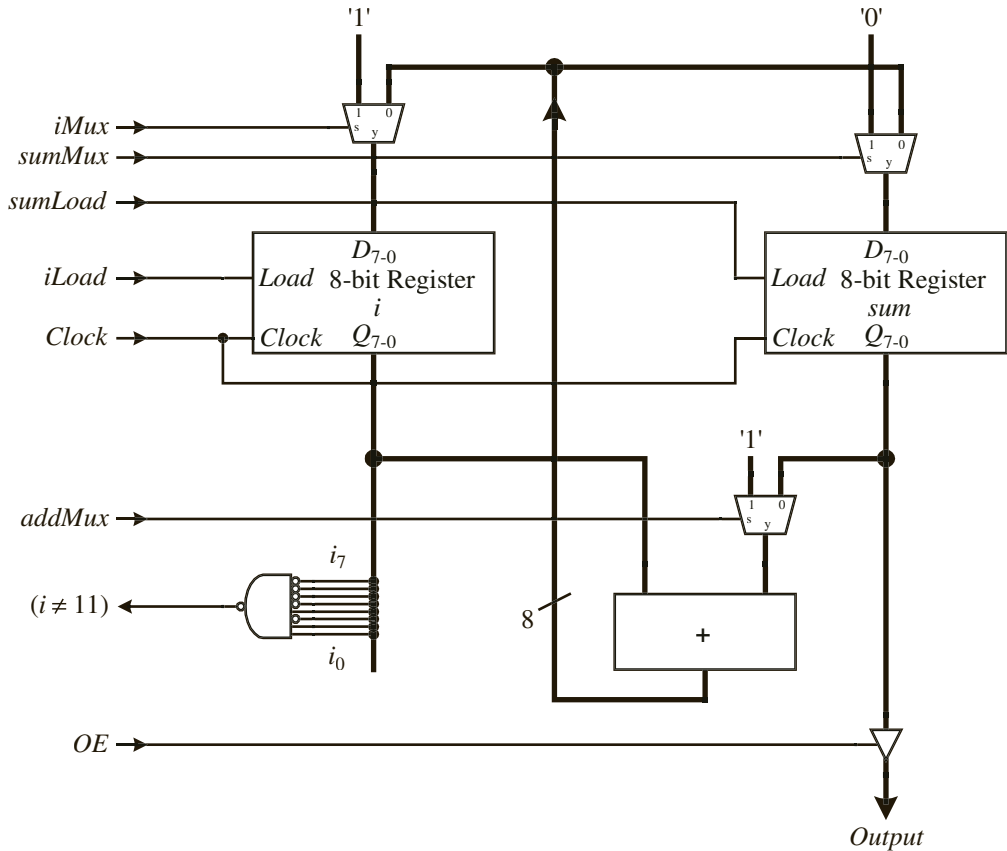 '1' '0'
1 0
s y
iMux
1 0
s y
sumMux
sumLoad
D7-0
Load 8-bit Register
i
Clock Q7-0
D7-0
Load 8-bit Register
sum
Clock Q7-0
iLoad
Clock
'1'
1 0
s y
addMux
i7
(i ≠ 11)
i0
8
+
OE
Output